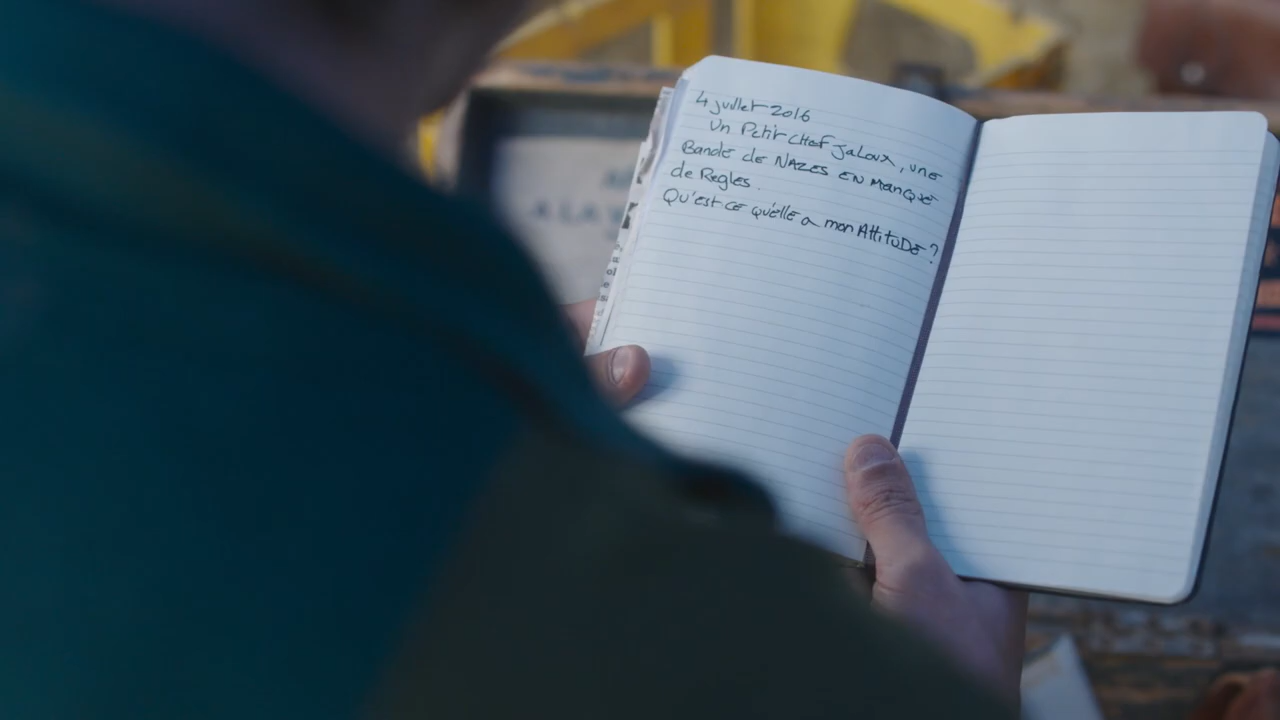 4 juillet 2016
Un Petit chef jaloux, une
Bande de NAZES EN manque
de Regles.
Qu'est ce qu'elle a mon Attitude ?